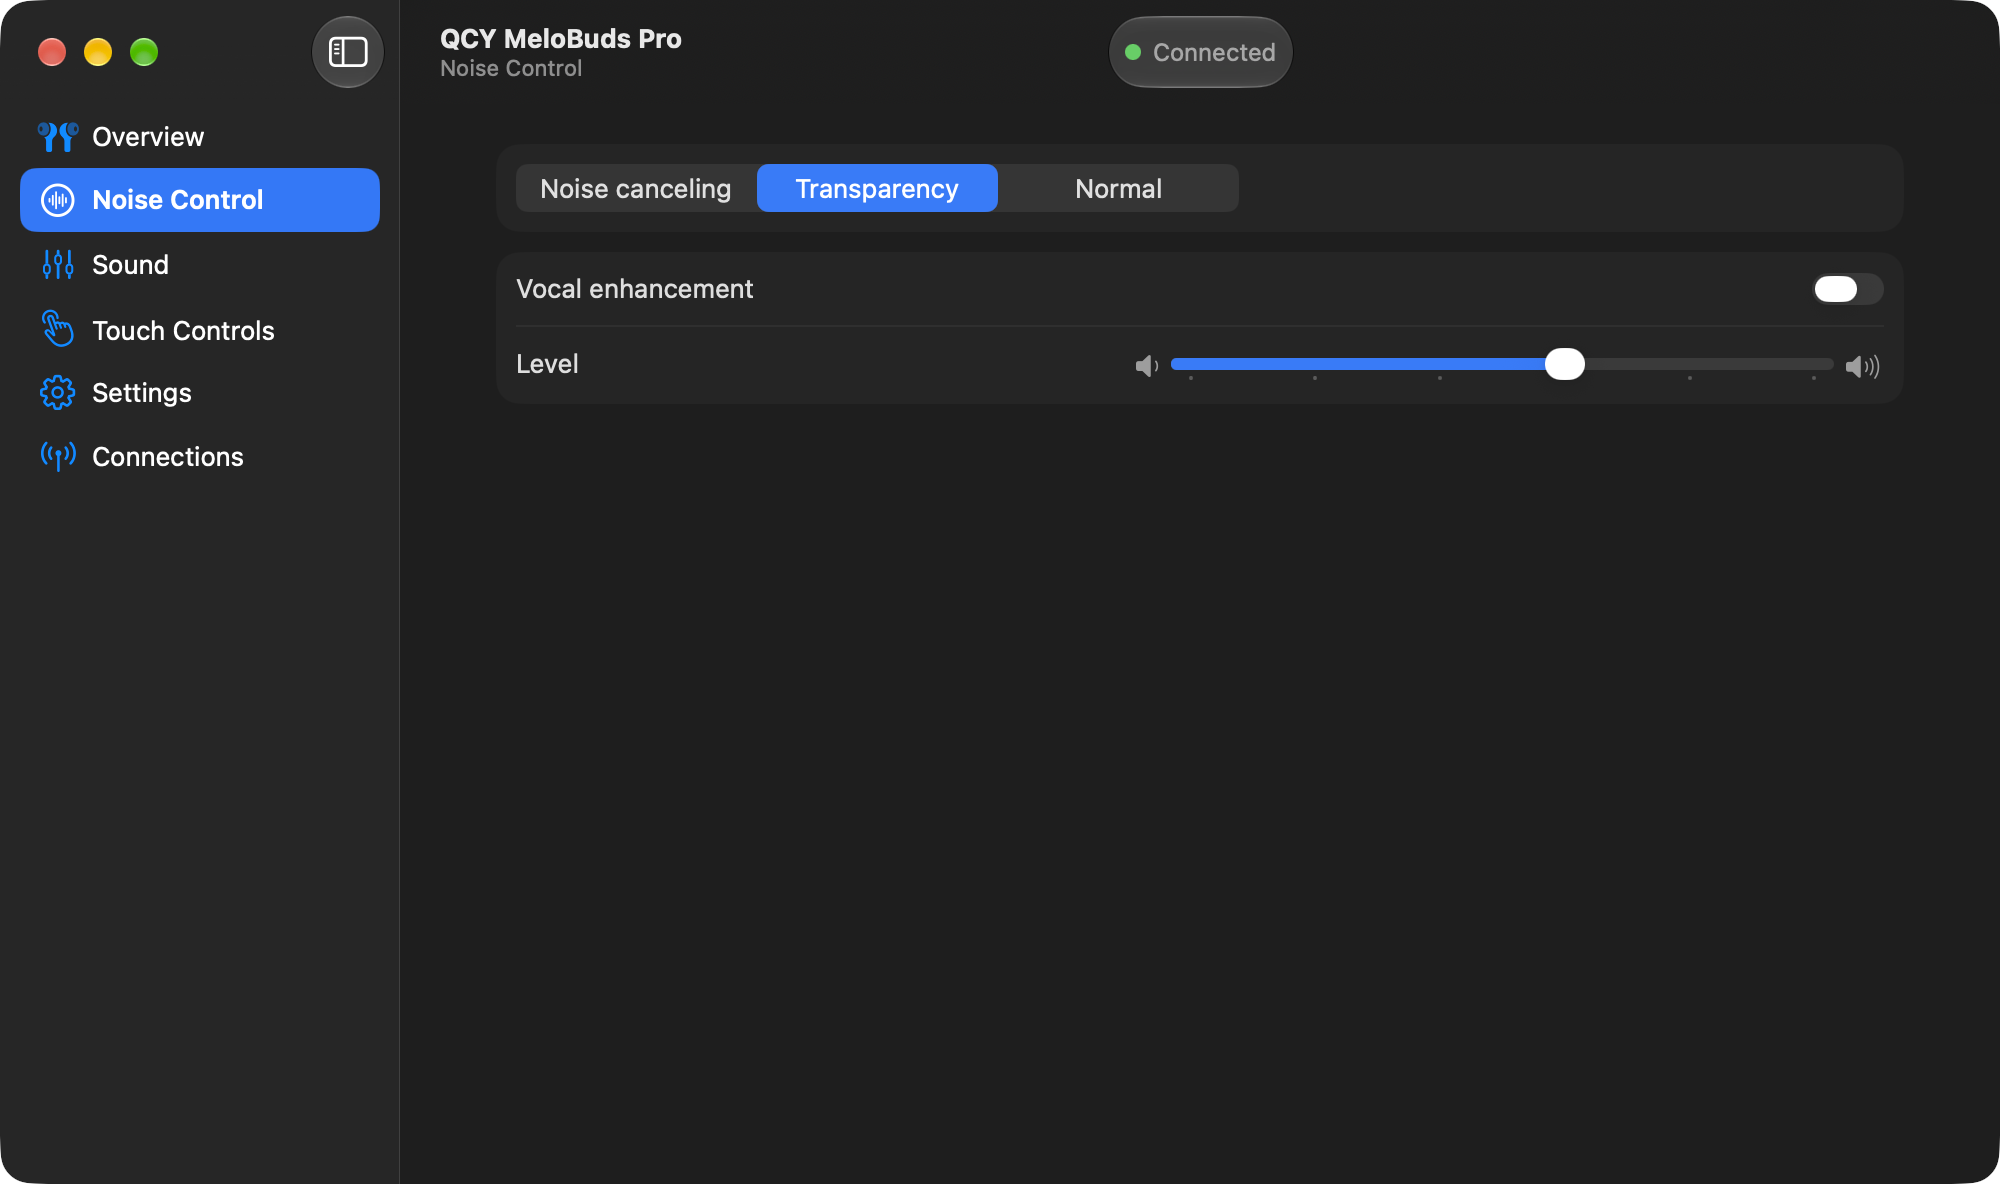 QCY MeloBuds Pro
Noise Control
Connected
Overview
Noise Control
Sound
Touch Controls
Settings
Connections
Noise canceling
Transparency
Normal
Vocal enhancement
Level